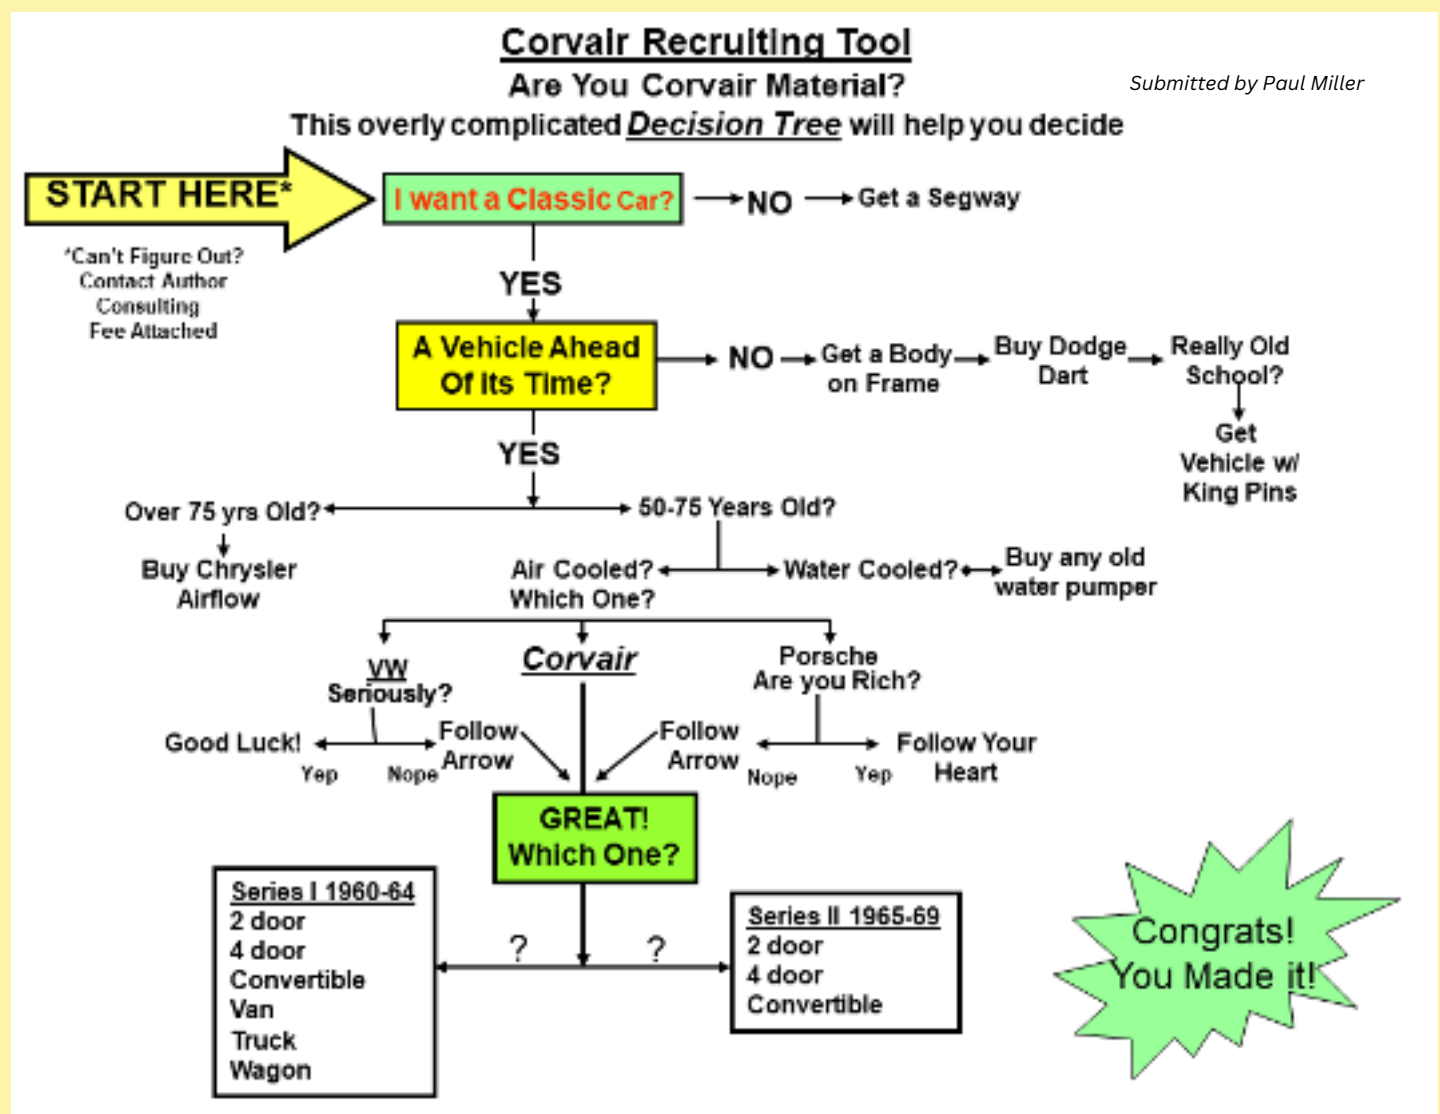 Corvair Recruiting Tool
Are You Corvair Material?
Submitted by Paul Miller
This overly complicated Decision Tree will help you decide
START HERE*
I want a Classic Car?
NO
Get a Segway
*Can't Figure Out?
Contact Author
Consulting
Fee Attached
YES
A Vehicle Ahead
Of Its Time?
NO
Get a Body
on Frame
Buy Dodge
Dart
Really Old
School?
Get
Vehicle w/
King Pins
YES
Over 75 yrs Old?
50-75 Years Old?
Buy Chrysler
Airflow
Air Cooled?
Which One?
Water Cooled?
Buy any old
water pumper
VW
Seriously?
Corvair
Porsche
Are you Rich?
Good Luck!
Yep
Nope
Follow
Arrow
Follow
Arrow
Nope
Yep
Follow Your
Heart
GREAT!
Which One?
Series I 1960-64
2 door
4 door
Convertible
Van
Truck
Wagon
?
?
Series II 1965-69
2 door
4 door
Convertible
Congrats!
You Made it!